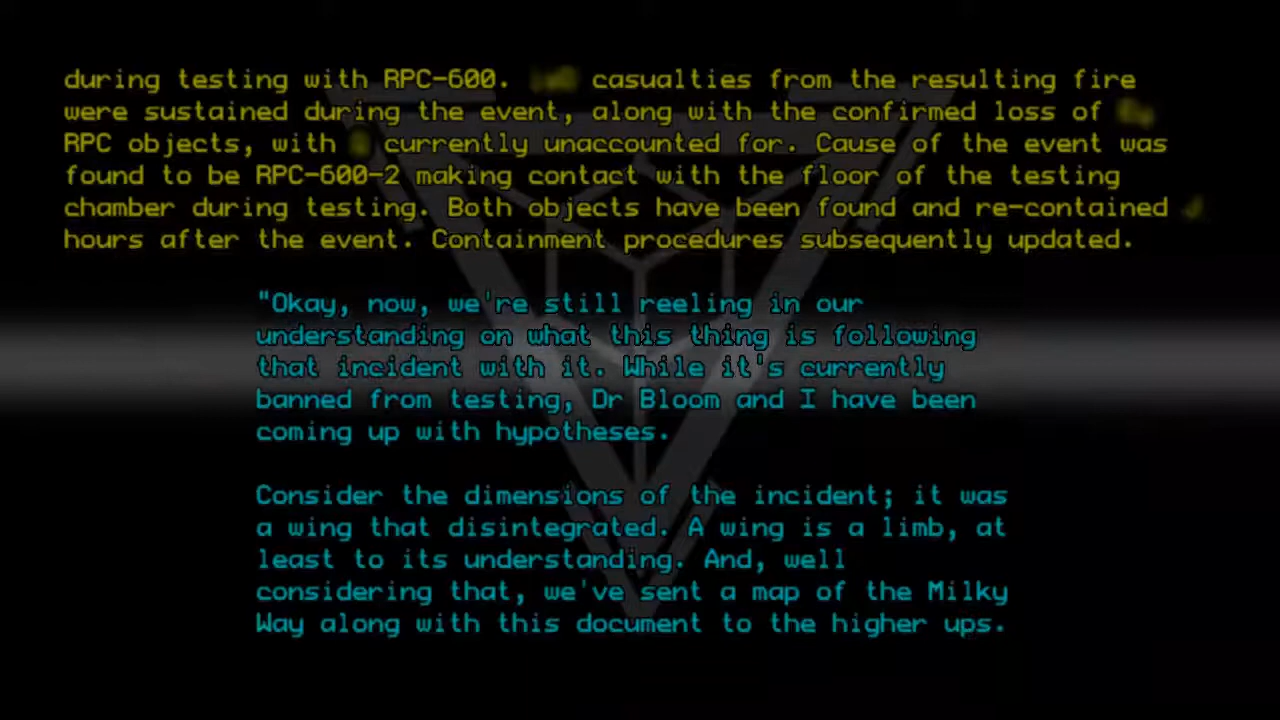 during testing with RPC-600. casualties from the resulting fire
were sustained during the event, along with the confirmed loss of
RPC objects, with currently unaccounted for. Cause of the event was
found to be RPC-600-2 making contact with the floor of the testing
chamber during testing. Both objects have been found and re-contained
hours after the event. Containment procedures subsequently updated.
"Okay, now, we're still reeling in our
understanding on what this thing is following
that incident with it. While it's currently
banned from testing, Dr Bloom and I have been
coming up with hypotheses.
Consider the dimensions of the incident; it was
a wing that disintegrated. A wing is a limb, at
least to its understanding. And, well
considering that, we've sent a map of the Milky
Way along with this document to the higher ups.